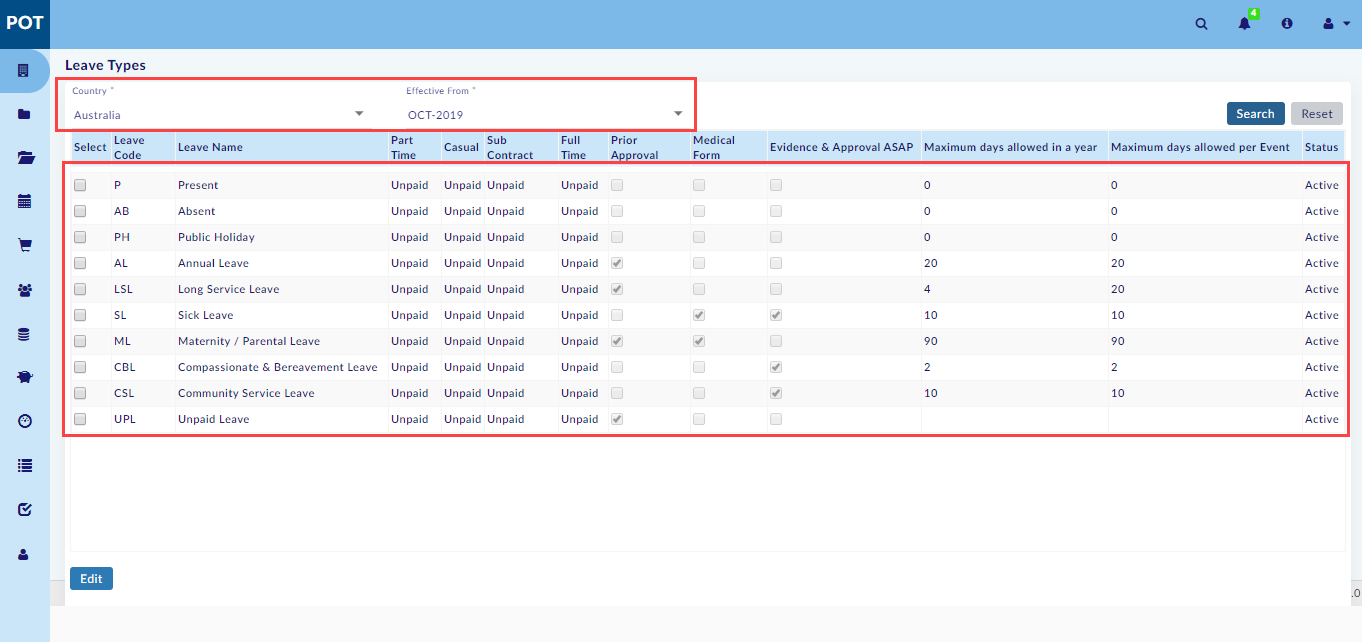 POT
4
Leave Types
Country *
Effective From *
Australia
OCT-2019
Search
Reset
Select Leave Code Leave Name Part Time Casual Sub Contract Full Time Prior Approval Medical Form Evidence & Approval ASAP Maximum days allowed in a year Maximum days allowed per Event Status
P Present Unpaid Unpaid Unpaid Unpaid 0 0 Active
AB Absent Unpaid Unpaid Unpaid Unpaid 0 0 Active
PH Public Holiday Unpaid Unpaid Unpaid Unpaid 0 0 Active
AL Annual Leave Unpaid Unpaid Unpaid Unpaid 20 20 Active
LSL Long Service Leave Unpaid Unpaid Unpaid Unpaid 4 20 Active
SL Sick Leave Unpaid Unpaid Unpaid Unpaid 10 10 Active
ML Maternity / Parental Leave Unpaid Unpaid Unpaid Unpaid 90 90 Active
CBL Compassionate & Bereavement Leave Unpaid Unpaid Unpaid Unpaid 2 2 Active
CSL Community Service Leave Unpaid Unpaid Unpaid Unpaid 10 10 Active
UPL Unpaid Leave Unpaid Unpaid Unpaid Unpaid Active
Edit
.0